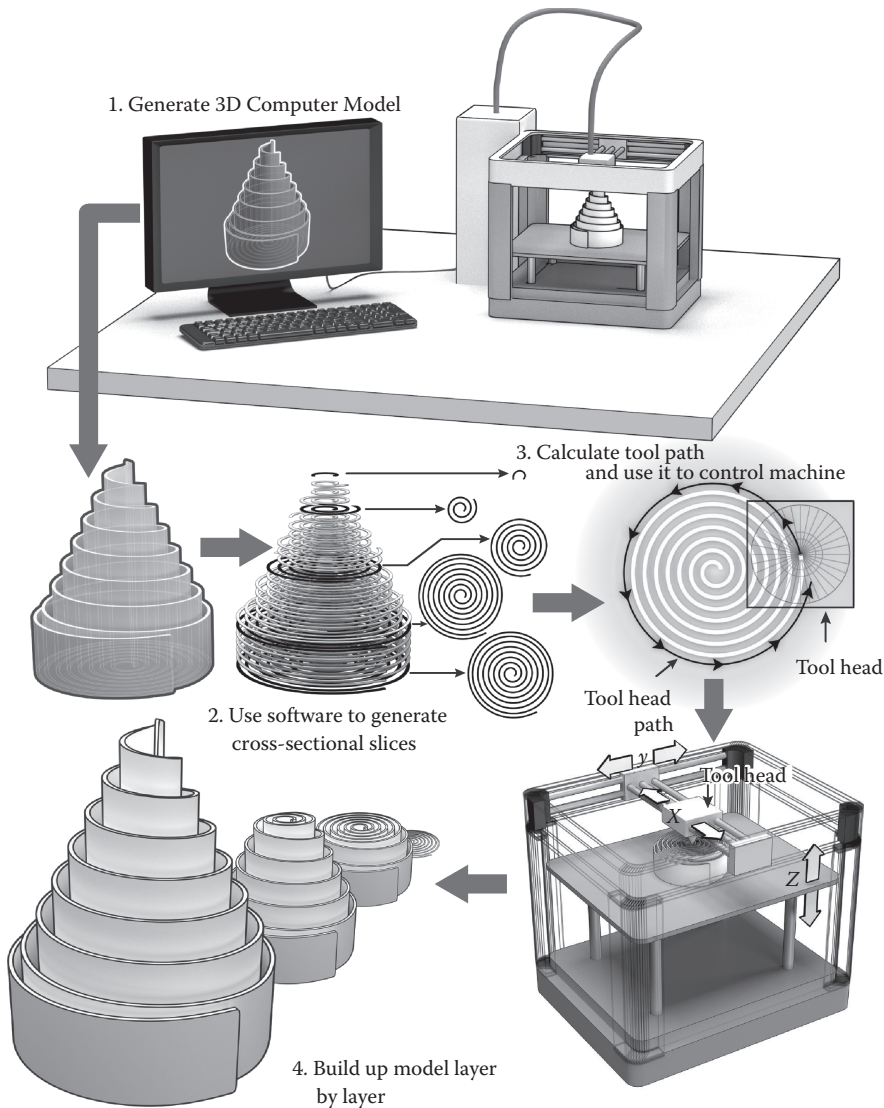 1. Generate 3D Computer Model
3. Calculate tool path
and use it to control machine
Tool head
Tool head
path
2. Use software to generate
cross-sectional slices
y
Tool head
X
Z
4. Build up model layer
by layer